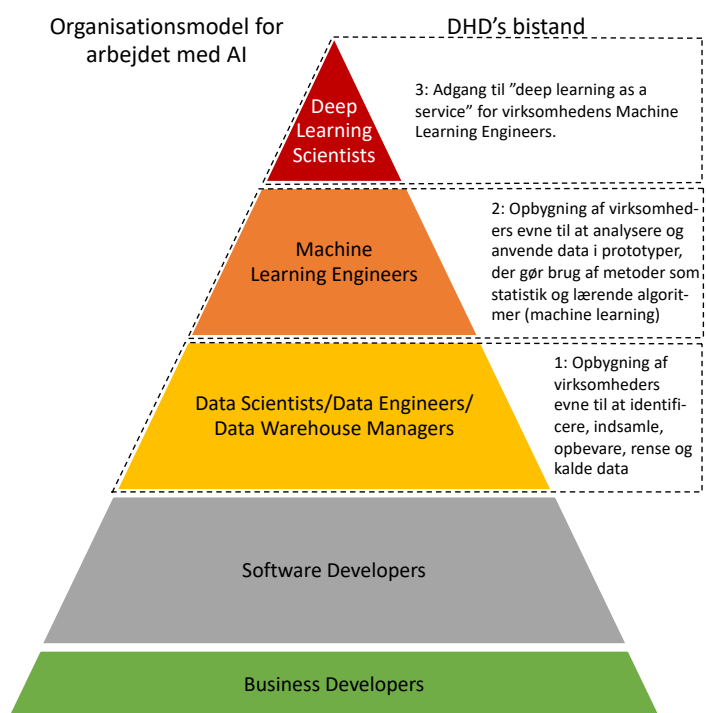 Organisationsmodel for
arbejdet med AI
DHD's bistand
Deep
Learning
Scientists
3: Adgang til ”deep learning as a
service” for virksomhedens Machine
Learning Engineers.
Machine
Learning Engineers
2: Opbygning af virksomhed-
ers evne til at analysere og
anvende data i prototyper,
der gør brug af metoder som
statistik og lærende algorit-
mer (machine learning)
Data Scientists/Data Engineers/
Data Warehouse Managers
1: Opbygning af
virksomheders
evne til at identifi-
cere, indsamle,
opbevare, rense og
kalde data
Software Developers
Business Developers